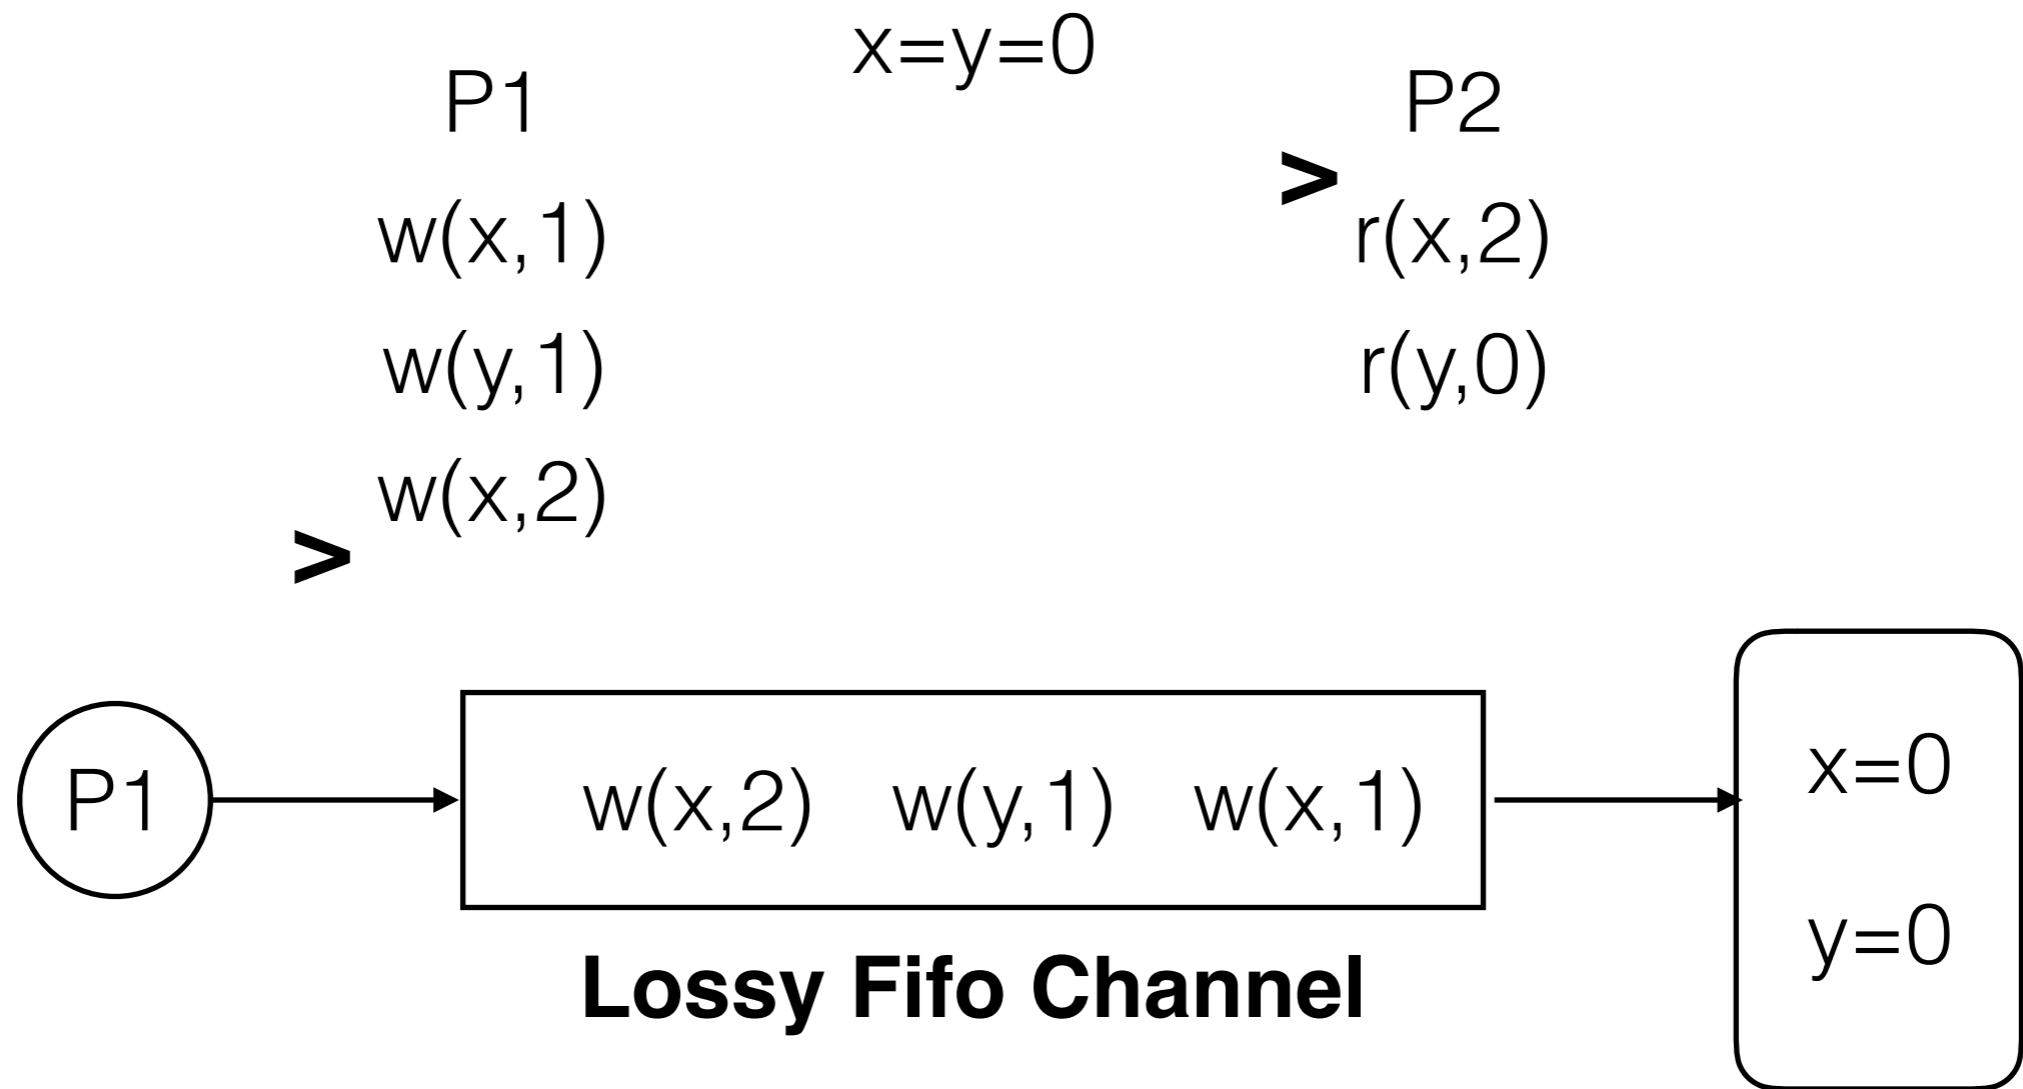 x=y=0
P1
w(x,1)
w(y,1)
w(x,2)
>
P2
>
r(x,2)
r(y,0)
P1
w(x,2) w(y,1) w(x,1)
x=0
y=0
Lossy Fifo Channel